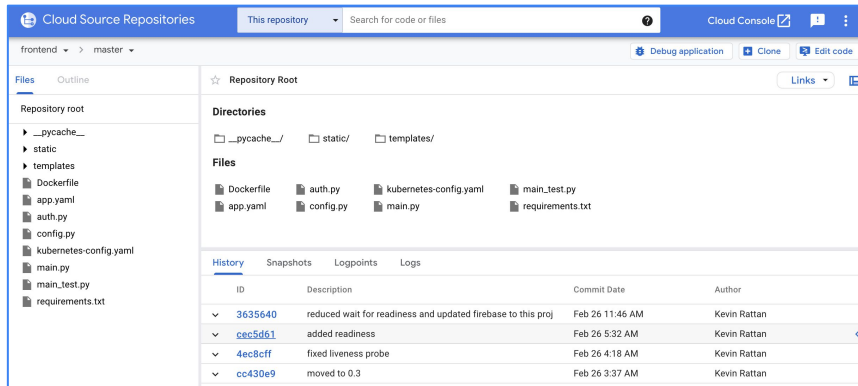 Cloud Source Repositories This repository Search for code or files ? Cloud Console !
frontend > master Debug application Clone Edit code
Files Outline
Repository root
__pycache__
static
templates
Dockerfile
app.yaml
auth.py
config.py
kubernetes-config.yaml
main.py
main_test.py
requirements.txt
Repository Root Links
Directories
__pycache__/ static/ templates/
Files
Dockerfile auth.py kubernetes-config.yaml main_test.py
app.yaml config.py main.py requirements.txt
History Snapshots Logpoints Logs
ID Description Commit Date Author
3635640 reduced wait for readiness and updated firebase to this proj Feb 26 11:46 AM Kevin Rattan
cec5d61 added readiness Feb 26 5:32 AM Kevin Rattan
4ec8cff fixed liveness probe Feb 26 4:18 AM Kevin Rattan
cc430e9 moved to 0.3 Feb 26 3:37 AM Kevin Rattan